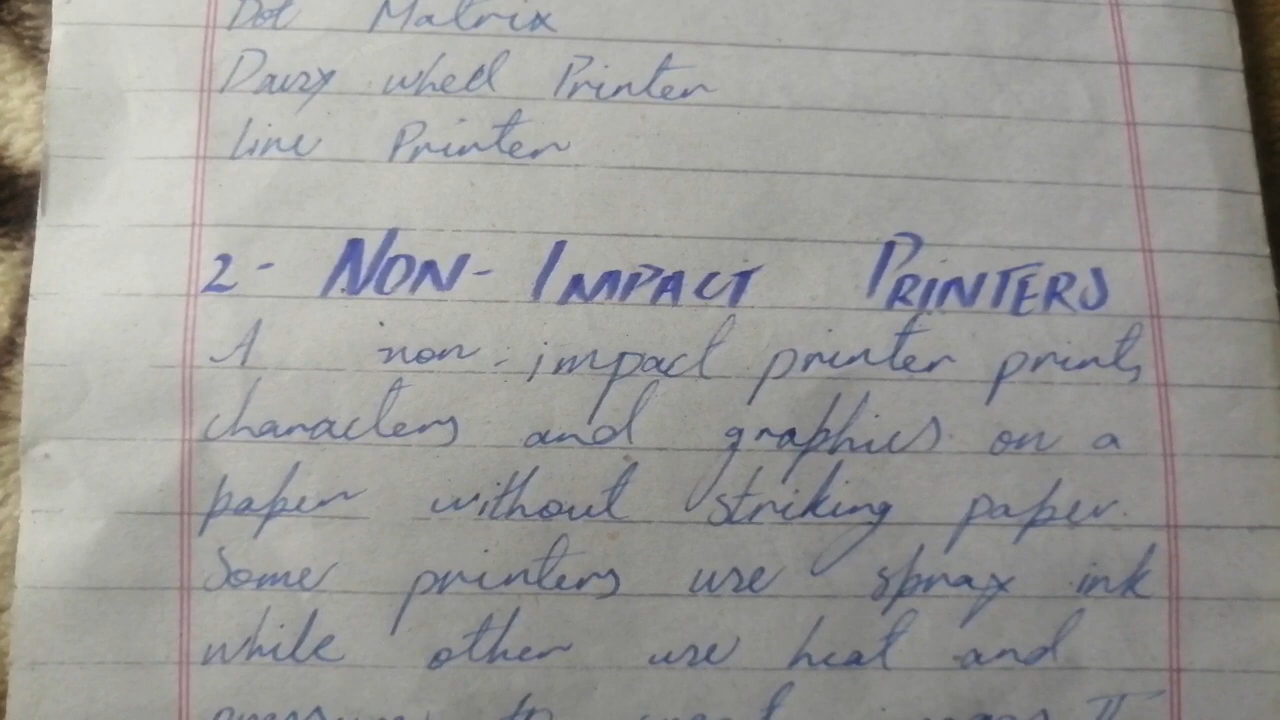 Dot Matrix
Daisy wheel Printer
Line Printer
2- NON-IMPACT PRINTERS
A non-impact printer prints
characters and graphics on a
paper without striking paper.
Some printers use spray ink
while other use heat and
to